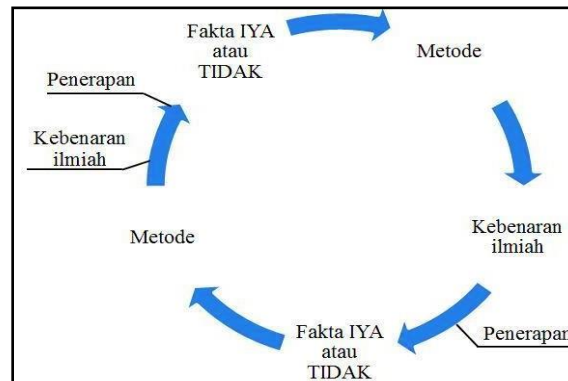 Fakta IYA
atau
TIDAK
Metode
Kebenaran
ilmiah
Penerapan
Fakta IYA
atau
TIDAK
Metode
Kebenaran
ilmiah
Penerapan